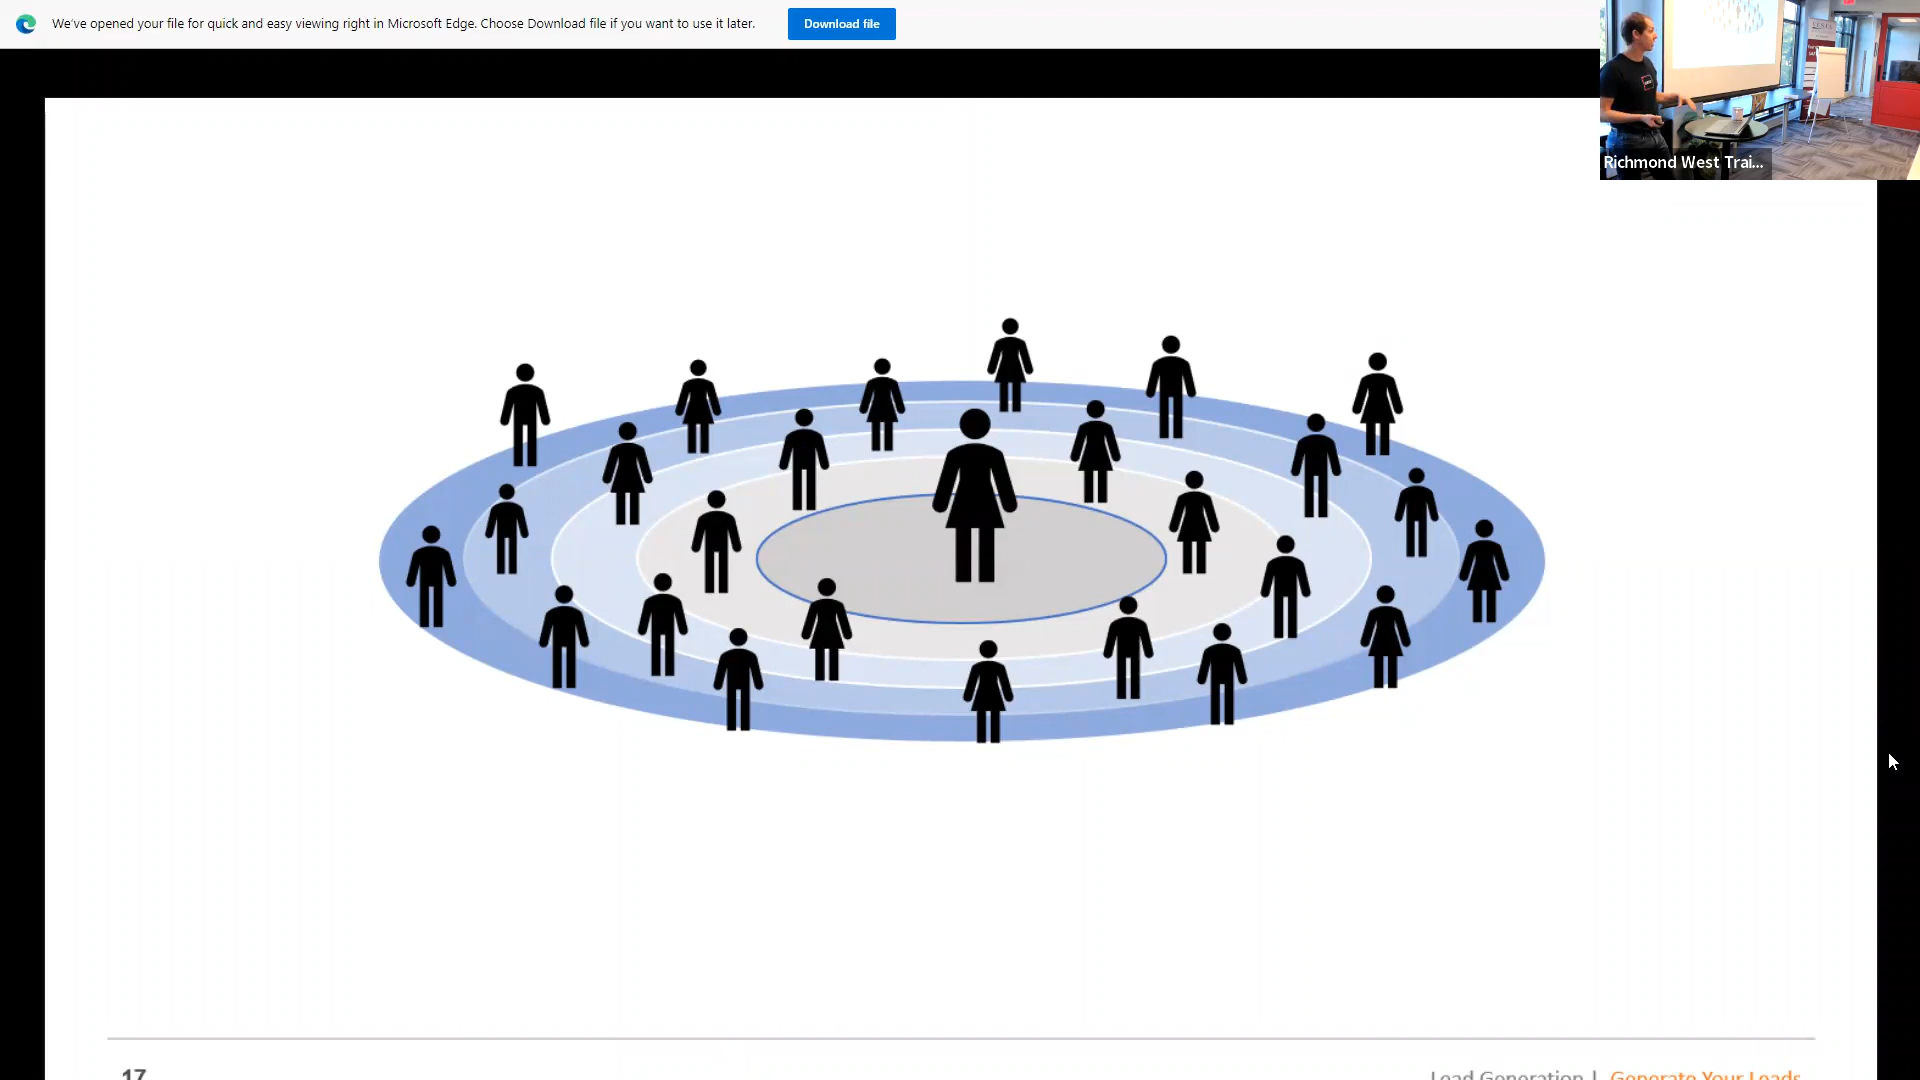 We've opened your file for quick and easy viewing right in Microsoft Edge. Choose Download file if you want to use it later.
Download file
Richmond West Trai...
17
Lead Generation | Generate Your Leads